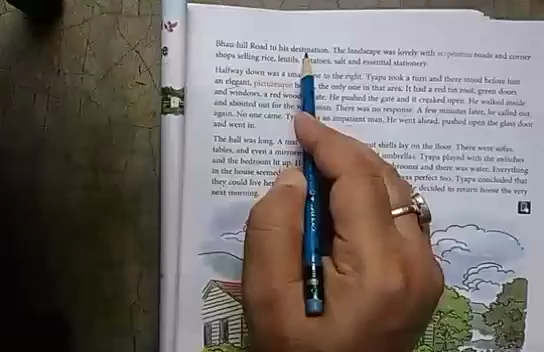 Bhau-hill Road to his destination. The landscape was lovely with serpentine roads and corner
shops selling rice, lentils, potatoes, salt and essential stationery.
Halfway down was a to the right. Tyapa took a turn and there stood before him
an elegant, picturesque the only one in that area. It had a red tin roof, green doors
and windows, a red gate. He pushed the gate and it creaked open. He walked inside
and shouted out for the There was no response. A few minutes later, he called out
again. No one came. an impatient man. He went ahead, pushed open the glass door
and went in.
The hall was long. A shells lay on the floor. There were sofas,
tables, and even a umbrellas. Tyapa played with the switches
and the bedroom lit up. and there was water. Everything
in the house seemed was perfect too. Tyapa concluded that
they could live decided to return home the very
next morning.